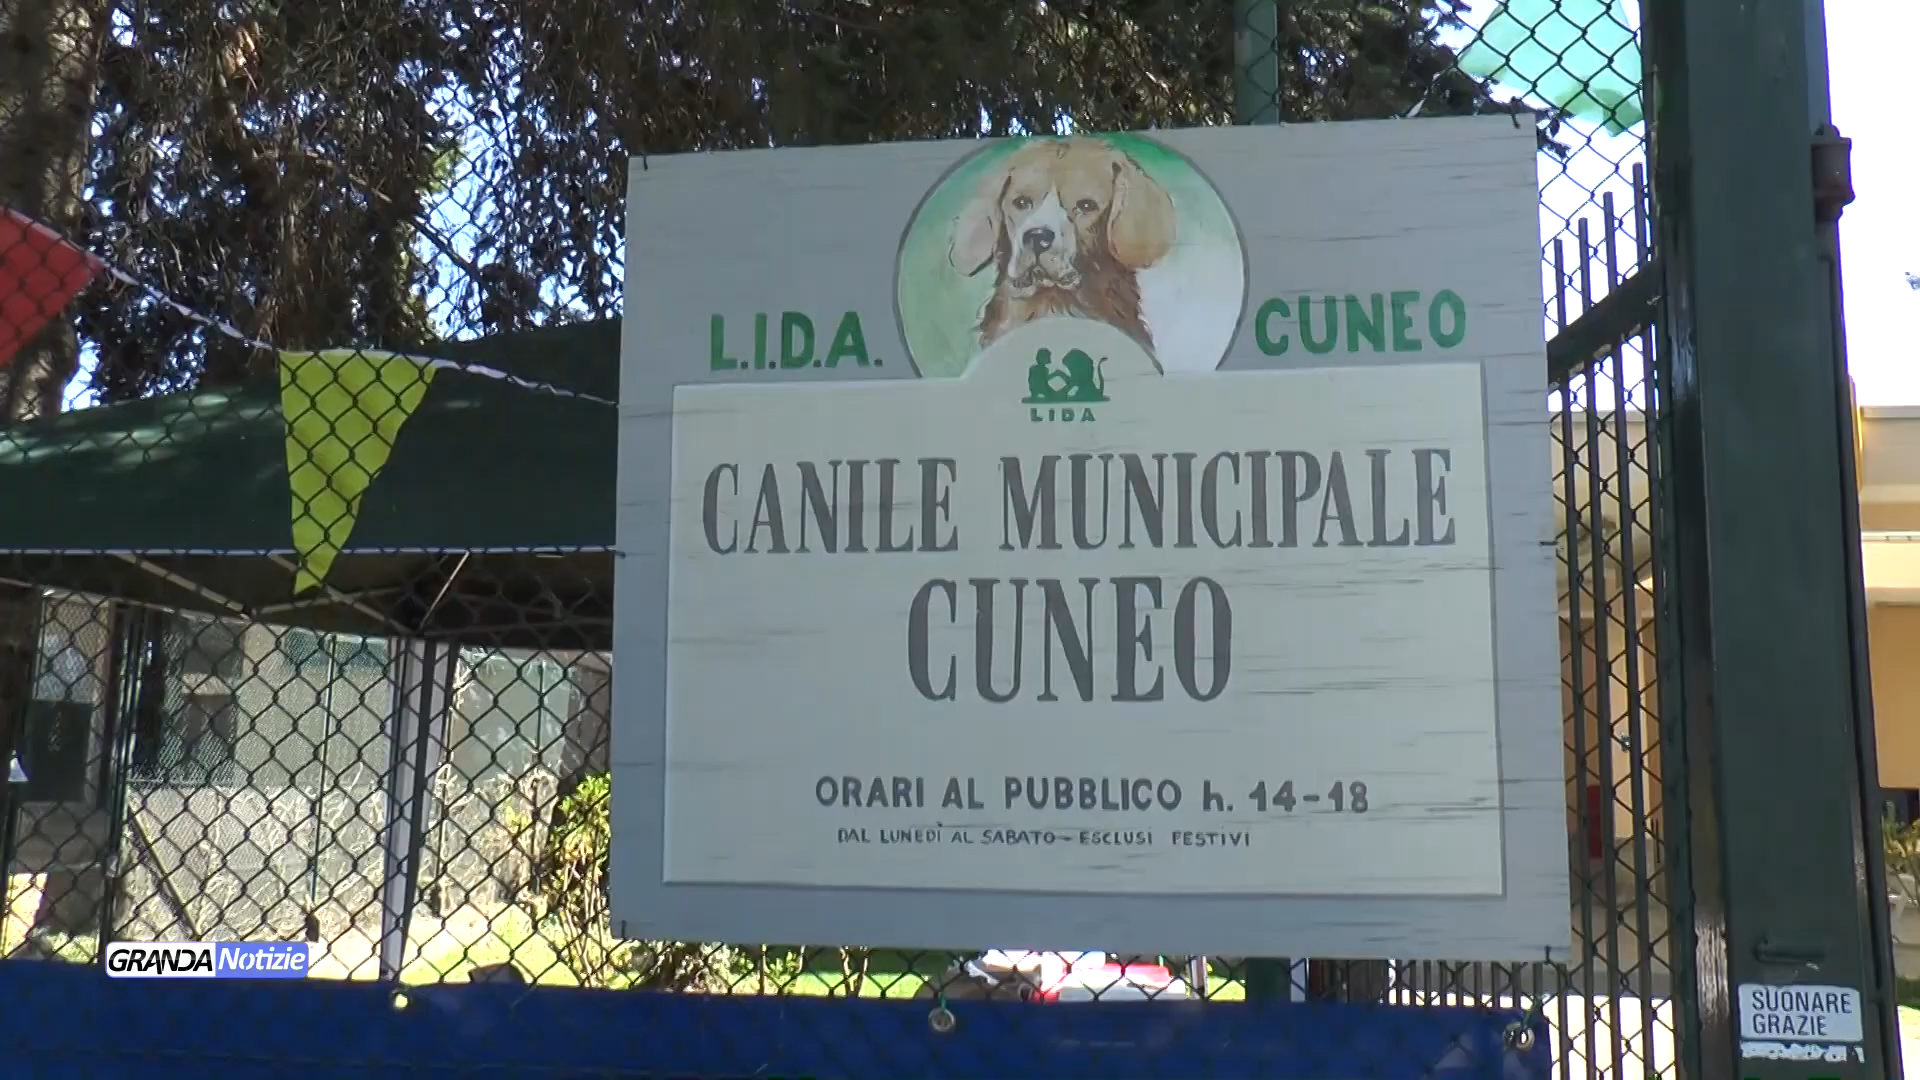 L.I.D.A. CUNEO
LIDA
CANILE MUNICIPALE
CUNEO
ORARI AL PUBBLICO h. 14-18
DAL LUNEDÌ AL SABATO - ESCLUSI FESTIVI
GRANDA Notizie
SUONARE
GRAZIE